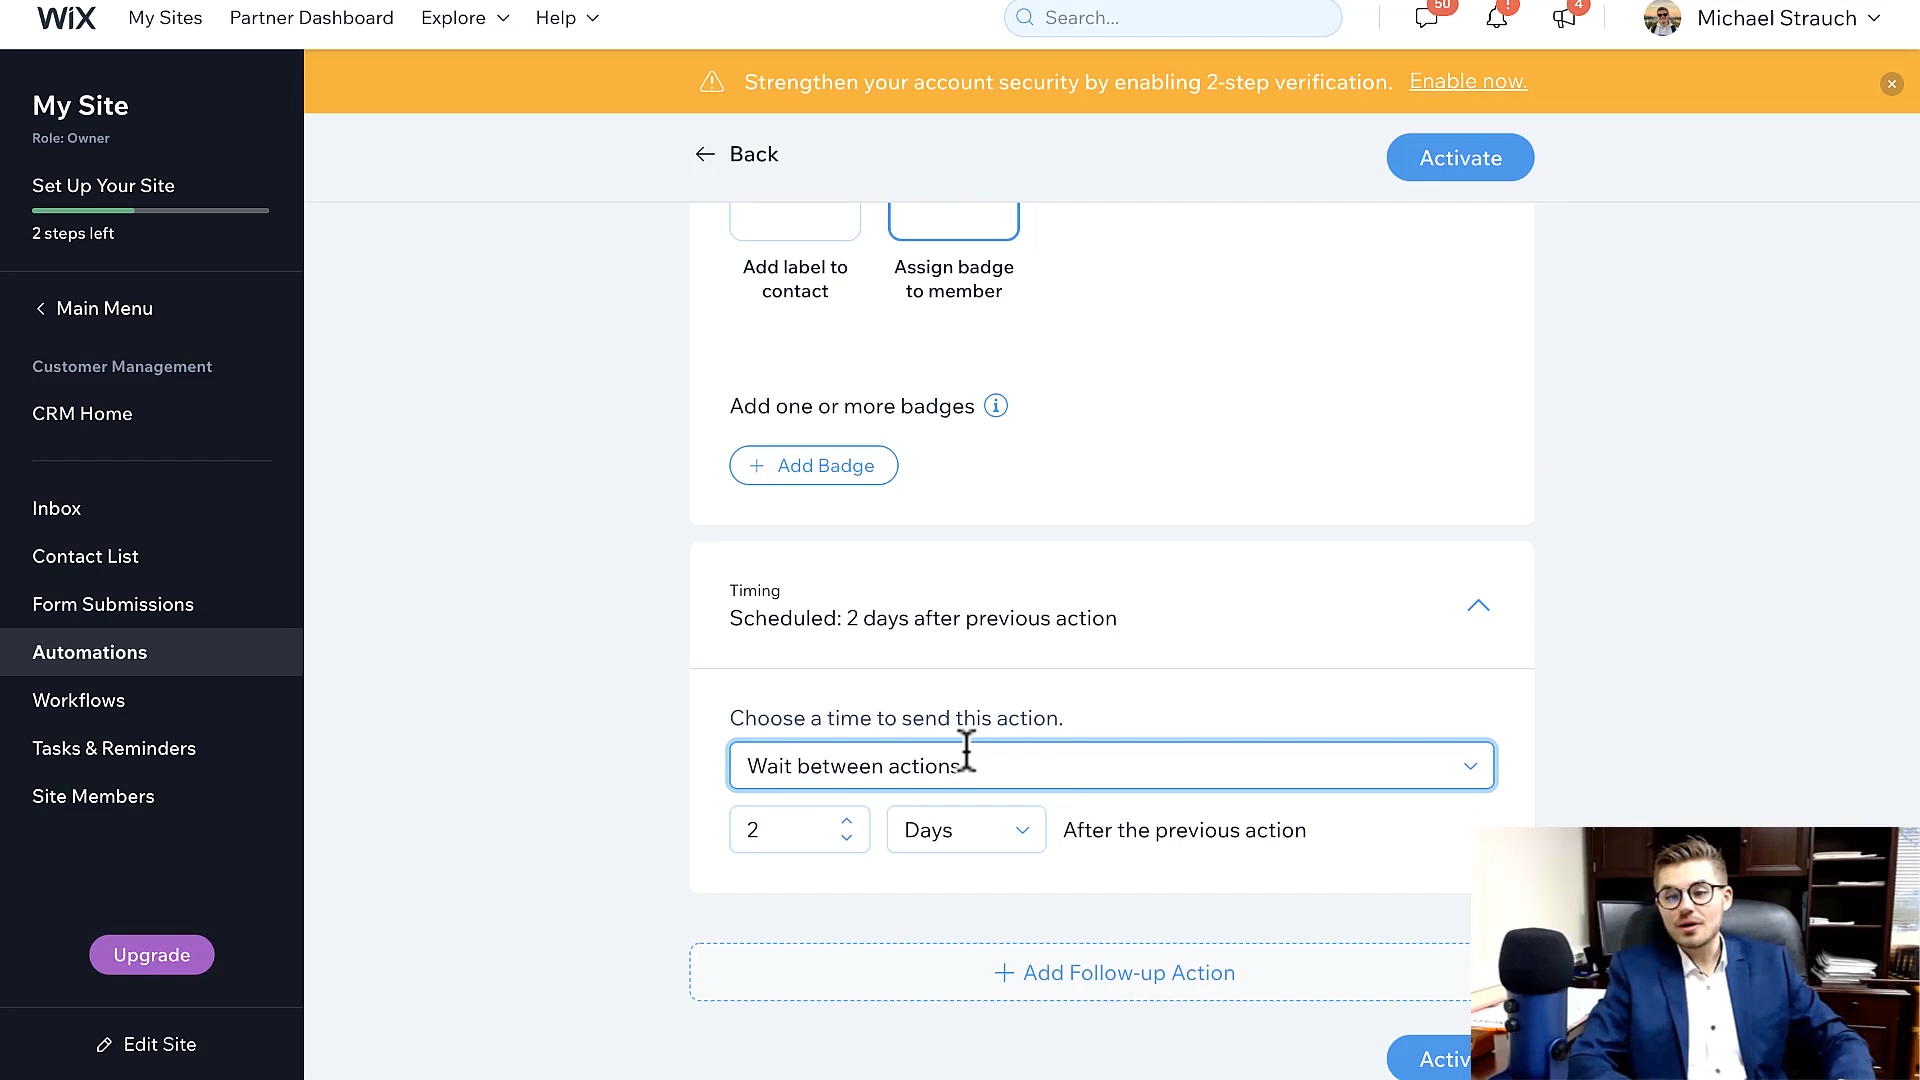 WiX My Sites Partner Dashboard Explore Help Search... 50 ! 4 Michael Strauch
Strengthen your account security by enabling 2-step verification. Enable now.
My Site
Role: Owner
Set Up Your Site
2 steps left
Main Menu
Customer Management
CRM Home
Inbox
Contact List
Form Submissions
Automations
Workflows
Tasks & Reminders
Site Members
Upgrade
Edit Site
Back
Activate
Add label to
contact
Assign badge
to member
Add one or more badges
+ Add Badge
Timing
Scheduled: 2 days after previous action
Choose a time to send this action.
Wait between actions
2 Days After the previous action
+ Add Follow-up Action
Activ